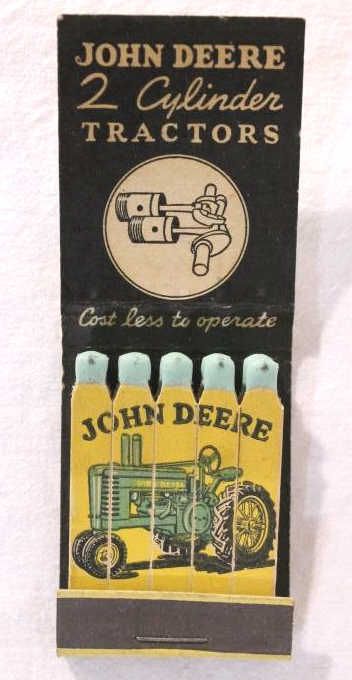 JOHN DEERE
2 Cylinder
TRACTORS
Cost less to operate
JOHN DEERE